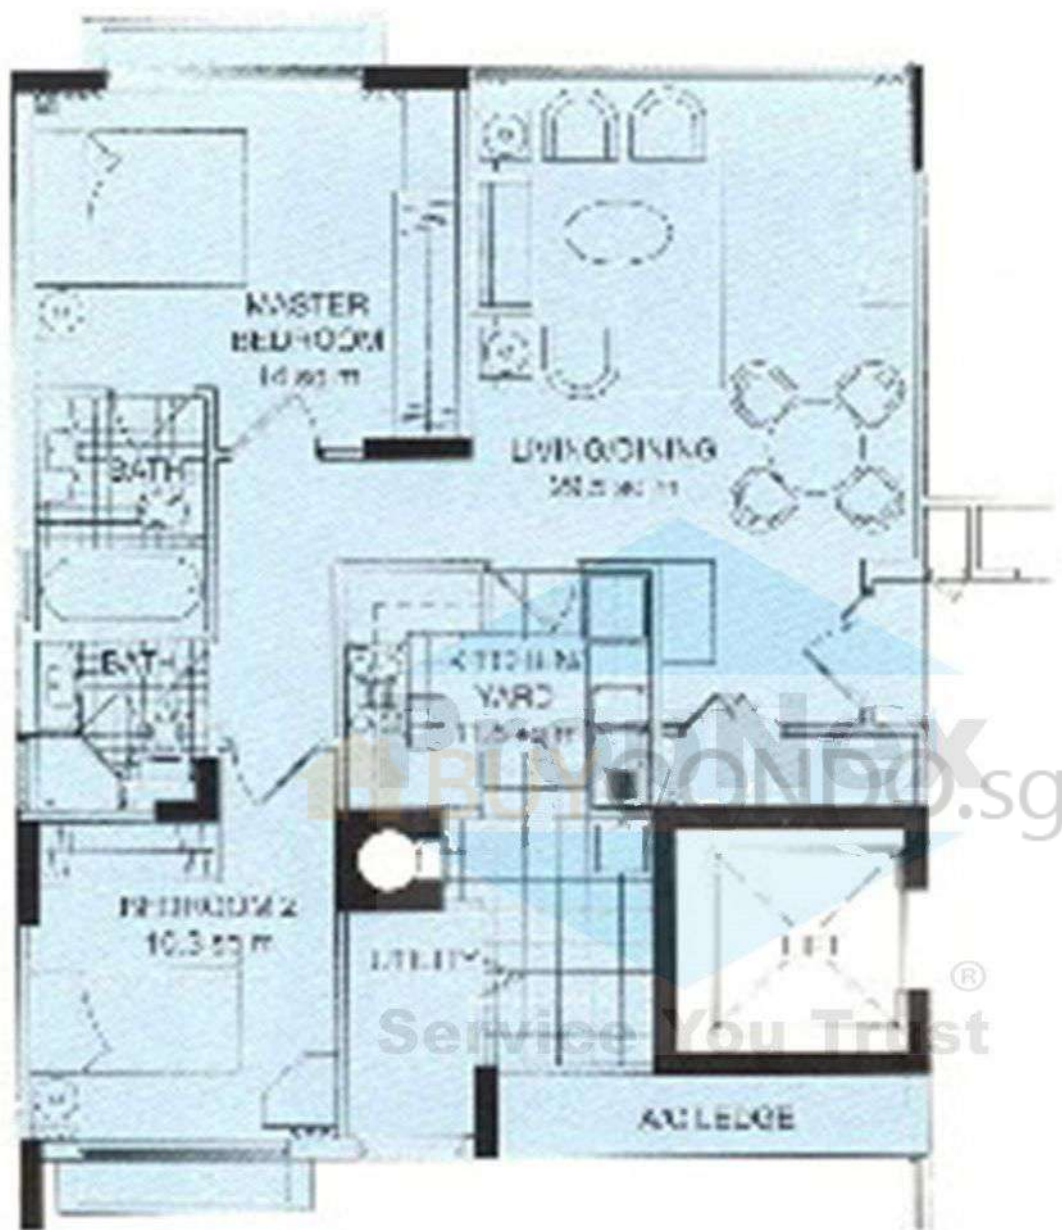 MASTER
BEDROOM
BATH
LIVING/DINING
BATH
KITCHEN/
YARD
PropNex
BUYCONDO.sg
BEDROOM 2
10.3 sq m
UTILITY
LIFT
®
Service You Trust
A/C LEDGE